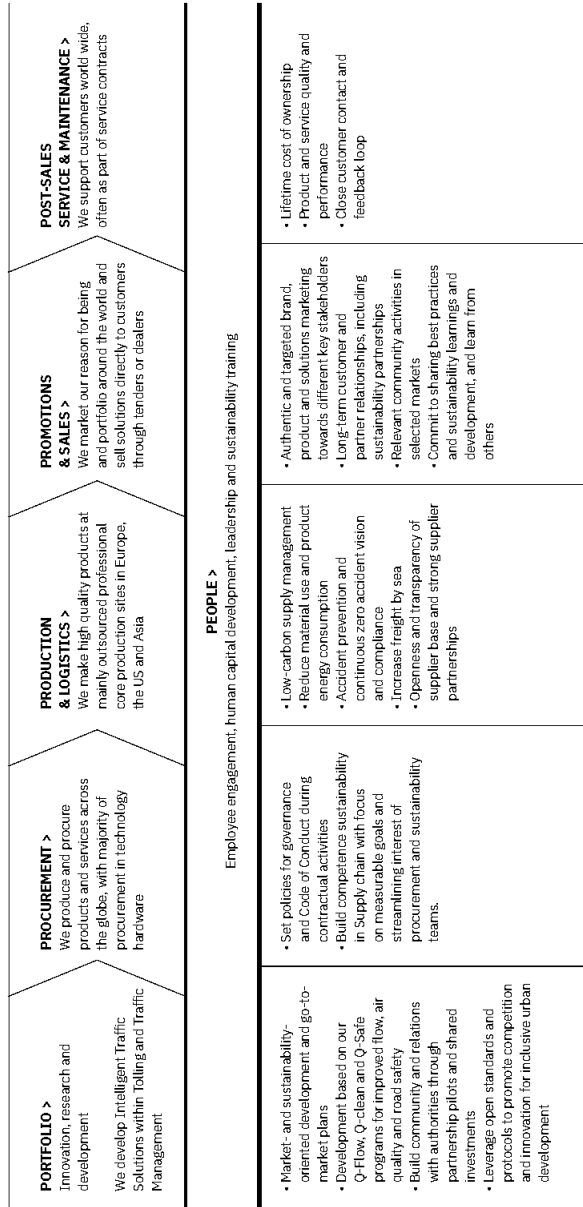 PORTFOLIO >
Innovation, research and
development
We develop Intelligent Traffic
Solutions within Tolling and Traffic
Management
PROCUREMENT >
We produce and procure
products and services across
the globe, with majority of
procurement in technology
hardware
PRODUCTION
& LOGISTICS >
We make high quality products at
mainly outsourced professional
core production sites in Europe,
the US and Asia
PROMOTIONS
& SALES >
We market our reason for being
and portfolio around the world and
sell solutions directly to customers
through tenders or dealers
POST-SALES
SERVICE & MAINTENANCE >
We support customers world wide,
often as part of service contracts
PEOPLE >
Employee engagement, human capital development, leadership and sustainability training
• Market- and sustainability-
oriented development and go-to-
market plans
• Development based on our
Q-Flow, Q-clean and Q-Safe
programs for improved flow, air
quality and road safety
• Build community and relations
with authorities through
partnership pilots and shared
investments
• Leverage open standards and
protocols to promote competition
and innovation for inclusive urban
development
• Set policies for governance
and Code of Conduct during
contractual activities
• Build competence sustainability
in Supply chain with focus
on measurable goals and
streamlining interest of
procurement and sustainability
teams.
• Low-carbon supply management
• Reduce material use and product
energy consumption
• Accident prevention and
continuous zero accident vision
and compliance
• Increase freight by sea
• Openness and transparency of
supplier base and strong supplier
partnerships
• Authentic and targeted brand,
product and solutions marketing
towards different key stakeholders
• Long-term customer and
partner relationships, including
sustainability partnerships
• Relevant community activities in
selected markets
• Commit to sharing best practices
and sustainability learnings and
development, and learn from
others
• Lifetime cost of ownership
• Product and service quality and
performance
• Close customer contact and
feedback loop